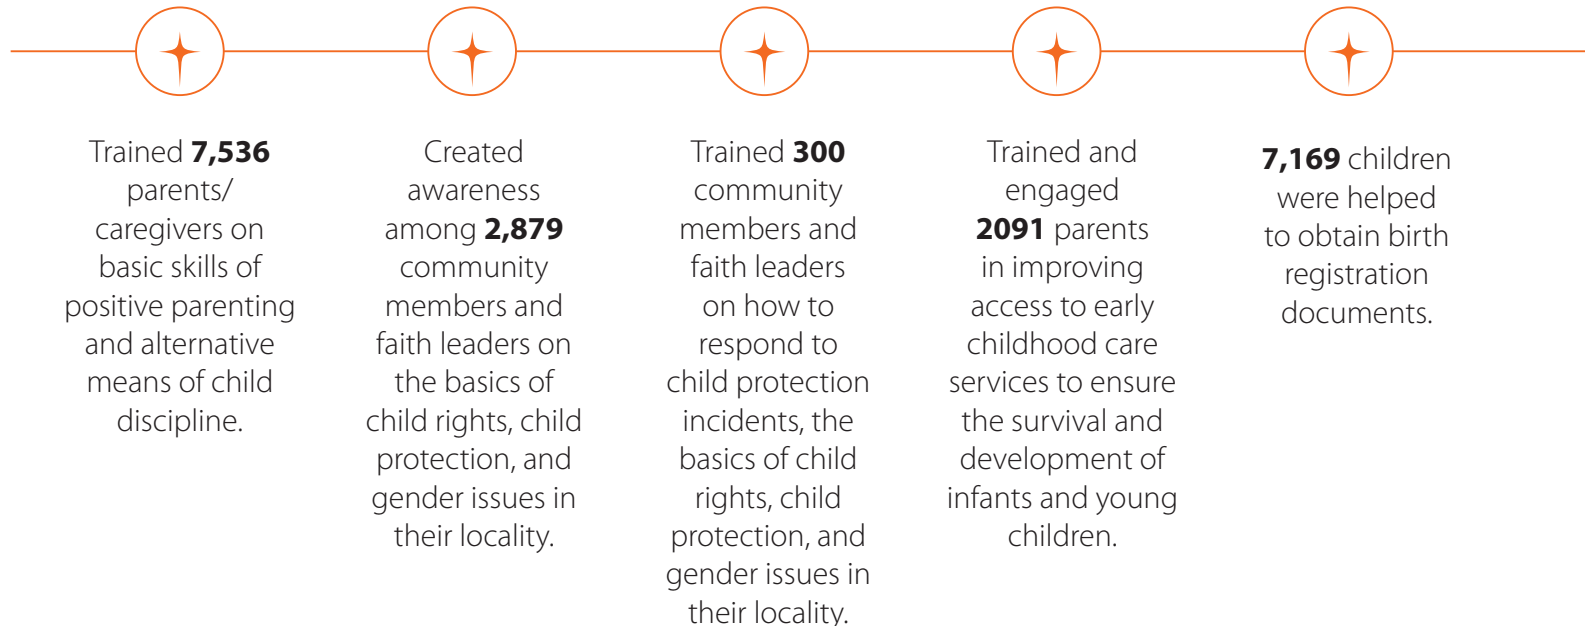 Trained 7,536
parents/
caregivers on
basic skills of
positive parenting
and alternative
means of child
discipline.
Created
awareness
among 2,879
community
members and
faith leaders on
the basics of
child rights, child
protection, and
gender issues in
their locality.
Trained 300
community
members and
faith leaders
on how to
respond to
child protection
incidents, the
basics of child
rights, child
protection, and
gender issues in
their locality.
Trained and
engaged
2091 parents
in improving
access to early
childhood care
services to ensure
the survival and
development of
infants and young
children.
7,169 children
were helped
to obtain birth
registration
documents.